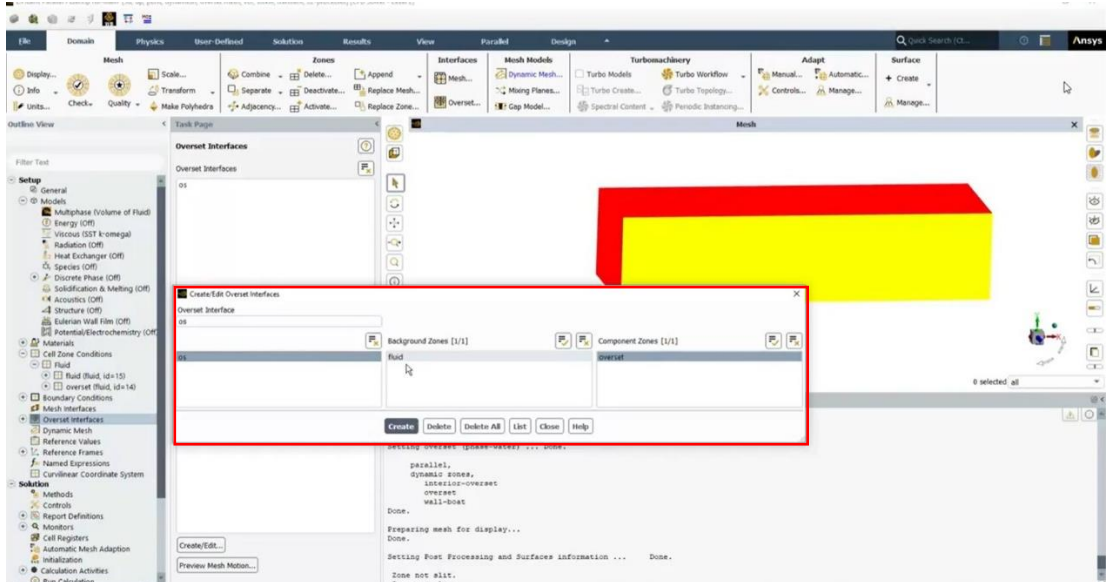 File Domain Physics User-Defined Solution Results View Parallel Design Quick Search (Ct... Ansys
Mesh Zones Interfaces Mesh Models Turbomachinery Adapt Surface
Display... Scale... Combine Delete... Append Mesh... Dynamic Mesh... Turbo Models Turbo Workflow Manual... Automatic... + Create
Info Check Quality Transform Separate Deactivate... Replace Mesh... Mixing Planes... Turbo Create... Turbo Topology... Controls... Manage...
Units... Make Polyhedra Adjacency... Activate... Replace Zone... Overset... Gap Model... Spectral Content Periodic Instancing... Manage...
Outline View < Task Page < Mesh
Filter Text
Setup
General
Models
Multiphase (Volume of Fluid)
Energy (Off)
Viscous (SST k-omega)
Radiation (Off)
Heat Exchanger (Off)
Species (Off)
Discrete Phase (Off)
Solidification & Melting (Off)
Acoustics (Off)
Structure (Off)
Eulerian Wall Film (Off)
Potential/Electrochemistry (Off
Materials
Cell Zone Conditions
Fluid
fluid (fluid, id=15)
overset (fluid, id=14)
Boundary Conditions
Mesh Interfaces
Overset Interfaces
Dynamic Mesh
Reference Values
Reference Frames
Named Expressions
Curvilinear Coordinate System
Solution
Methods
Controls
Report Definitions
Monitors
Cell Registers
Automatic Mesh Adaption
Initialization
Calculation Activities
Run Calculation
Overset Interfaces
Overset Interfaces
os
Create/Edit...
Preview Mesh Motion...
Create/Edit Overset Interfaces
Overset Interface
os
os
Background Zones [1/1]
fluid
Component Zones [1/1]
overset
Create Delete Delete All List Close Help
0 selected all
Setting overset (phase-water) ... Done.
parallel,
dynamic zones,
interior-overset
overset
wall-boat
Done.
Preparing mesh for display...
Done.
Setting Post Processing and Surfaces information ... Done.
Zone not slit.